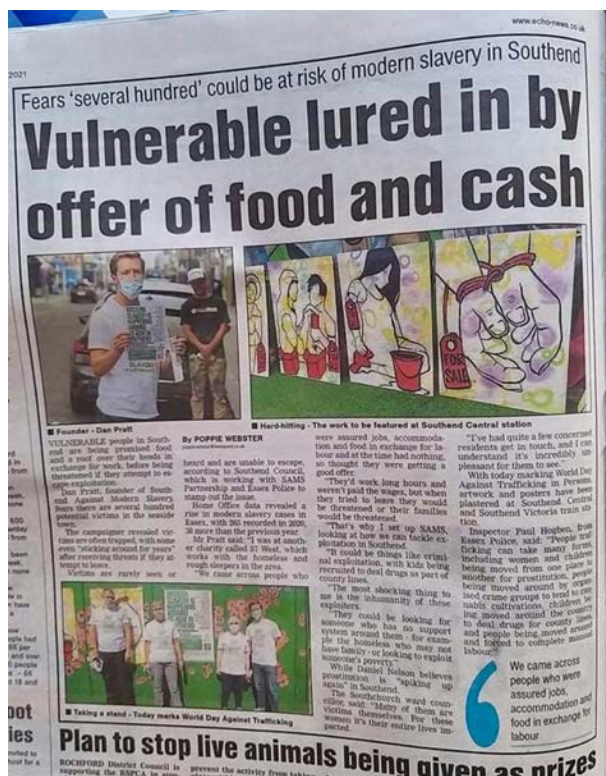 www.echo-news.co.uk
2021
Fears 'several hundred' could be at risk of modern slavery in Southend
Vulnerable lured in by
offer of food and cash
FOR
SALE
■ Founder - Dan Pratt
■ Hard-hitting - The work to be featured at Southend Central station
VULNERABLE people in South-
end are being promised food
and a roof over their heads in
exchange for work, before being
threatened if they attempt to es-
cape exploitation.
Dan Pratt, founder of South-
end Against Modern Slavery,
fears there are several hundred
potential victims in the seaside
town.
The campaigner revealed vic-
tims are often trapped, with some
even "working around for years"
after receiving threats if they at-
tempt to leave.
Victims are rarely seen or
By POPPIE WEBSTER
heard and are unable to escape,
according to Southend Council,
which is working with SAMS
Partnership and Essex Police to
stamp out the issue.
Home Office data revealed a
rise in modern slavery cases in
Essex, with 265 recorded in 2020,
38 more than the previous year.
Mr Pratt said: "I was at anoth-
er charity called 57 West, which
works with the homeless and
rough sleepers in the area.
"We came across people who
were assured jobs, accommoda-
tion and food in exchange for la-
bour and at the time had nothing,
so thought they were getting a
good offer.
"They'd work long hours and
weren't paid the wages, but when
they tried to leave they would
be threatened or their families
would be threatened.
"That's why I set up SAMS,
looking at how we can tackle ex-
ploitation in Southend.
"It could be things like crimi-
nal exploitation, with kids being
recruited to deal drugs as part of
county lines.
"The most shocking thing to
me is the inhumanity of these
exploiters.
"They could be looking for
someone who has no support
system around them - for exam-
ple the homeless who may not
have family - or looking to exploit
someone's poverty."
While Daniel Nelson believes
prostitution is "spiking up
again" in Southend.
The Southchurch ward coun-
cillor, said: "Many of them are
victims themselves. For these
women it's their entire lives im-
pacted.
"I've had quite a few concerned
residents get in touch, and I can
understand it's incredibly un-
pleasant for them to see."
With today marking World Day
Against Trafficking in Persons,
artwork and posters have been
plastered at Southend Central
and Southend Victoria train sta-
tion.
Inspector Paul Hogben, from
Essex Police, said: "People traf-
ficking can take many forms,
including women and children
being moved from one place to
another for prostitution, people
being moved around by organ-
ised crime groups to tend to can-
nabis cultivations, children be-
ing moved around the country
to deal drugs for county lines,
and people being moved around
and forced to complete manual
labour."
We came across
people who were
assured jobs,
accommodation and
food in exchange for
labour
■ Taking a stand - Today marks World Day Against Trafficking
Plan to stop live animals being given as prizes
ROCHFORD District Council is
supporting the RSPCA in
prevent the activity from taking